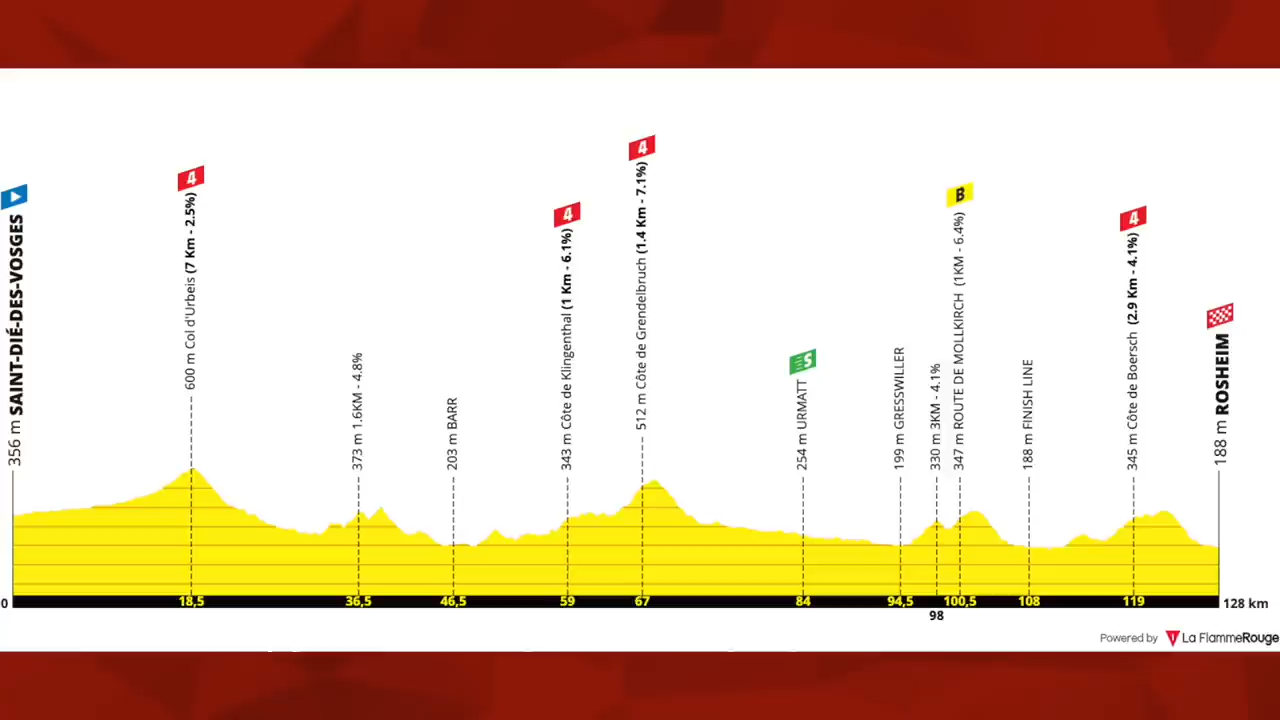 356 m SAINT-DIÉ-DES-VOSGES
4
600 m Col d'Urbeis (7 Km - 2.5%)
373 m 1.6KM - 4.8%
203 m BARR
4
343 m Côte de Klingenthal (1 Km - 6.1%)
4
512 m Côte de Grendelbruch (1.4 Km - 7.1%)
S
254 m URMATT
199 m GRESSWILLER
330 m 3KM - 4.1%
B
347 m ROUTE DE MOLLKIRCH (1KM - 6.4%)
188 m FINISH LINE
4
345 m Côte de Boersch (2.9 Km - 4.1%)
188 m ROSHEIM
0 18,5 36,5 46,5 59 67 84 94,5 100,5 108 119 128 km
98
Powered by La FlammeRouge